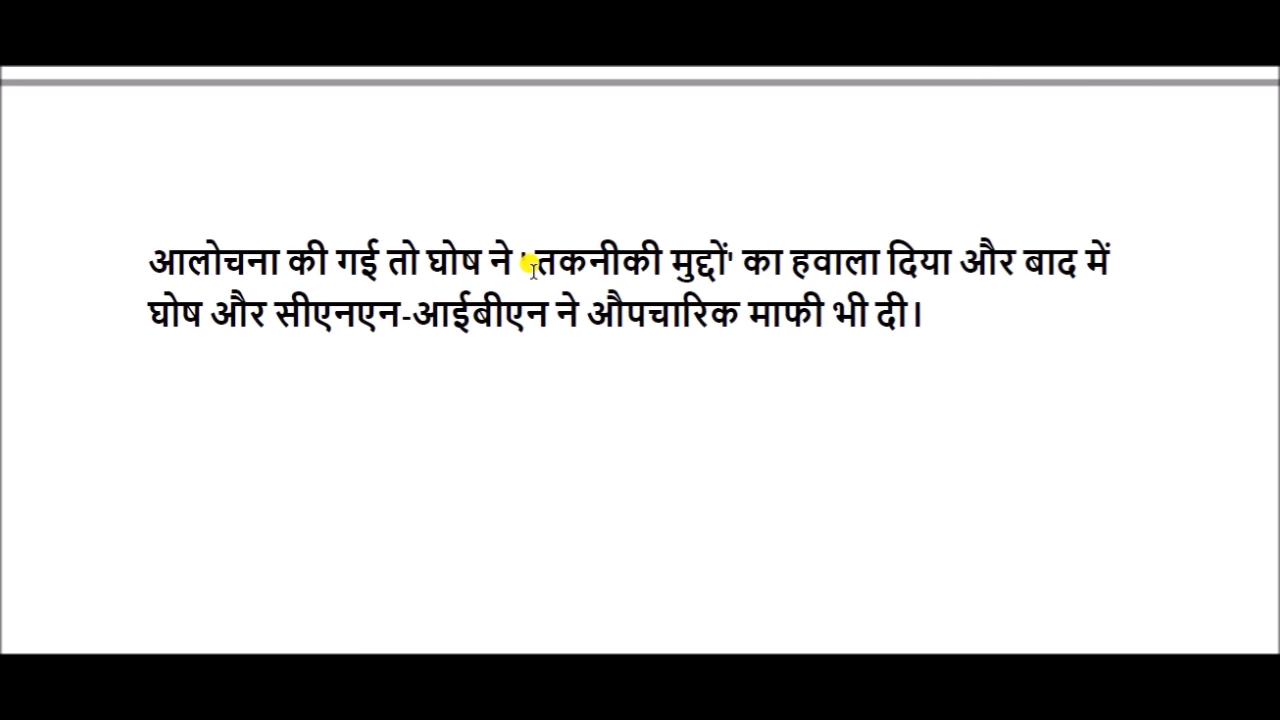 आलोचना की गई तो घोष ने ' तकनीकी मुद्दों' का हवाला दिया और बाद में
घोष और सीएनएन-आईबीएन ने औपचारिक माफी भी दी।